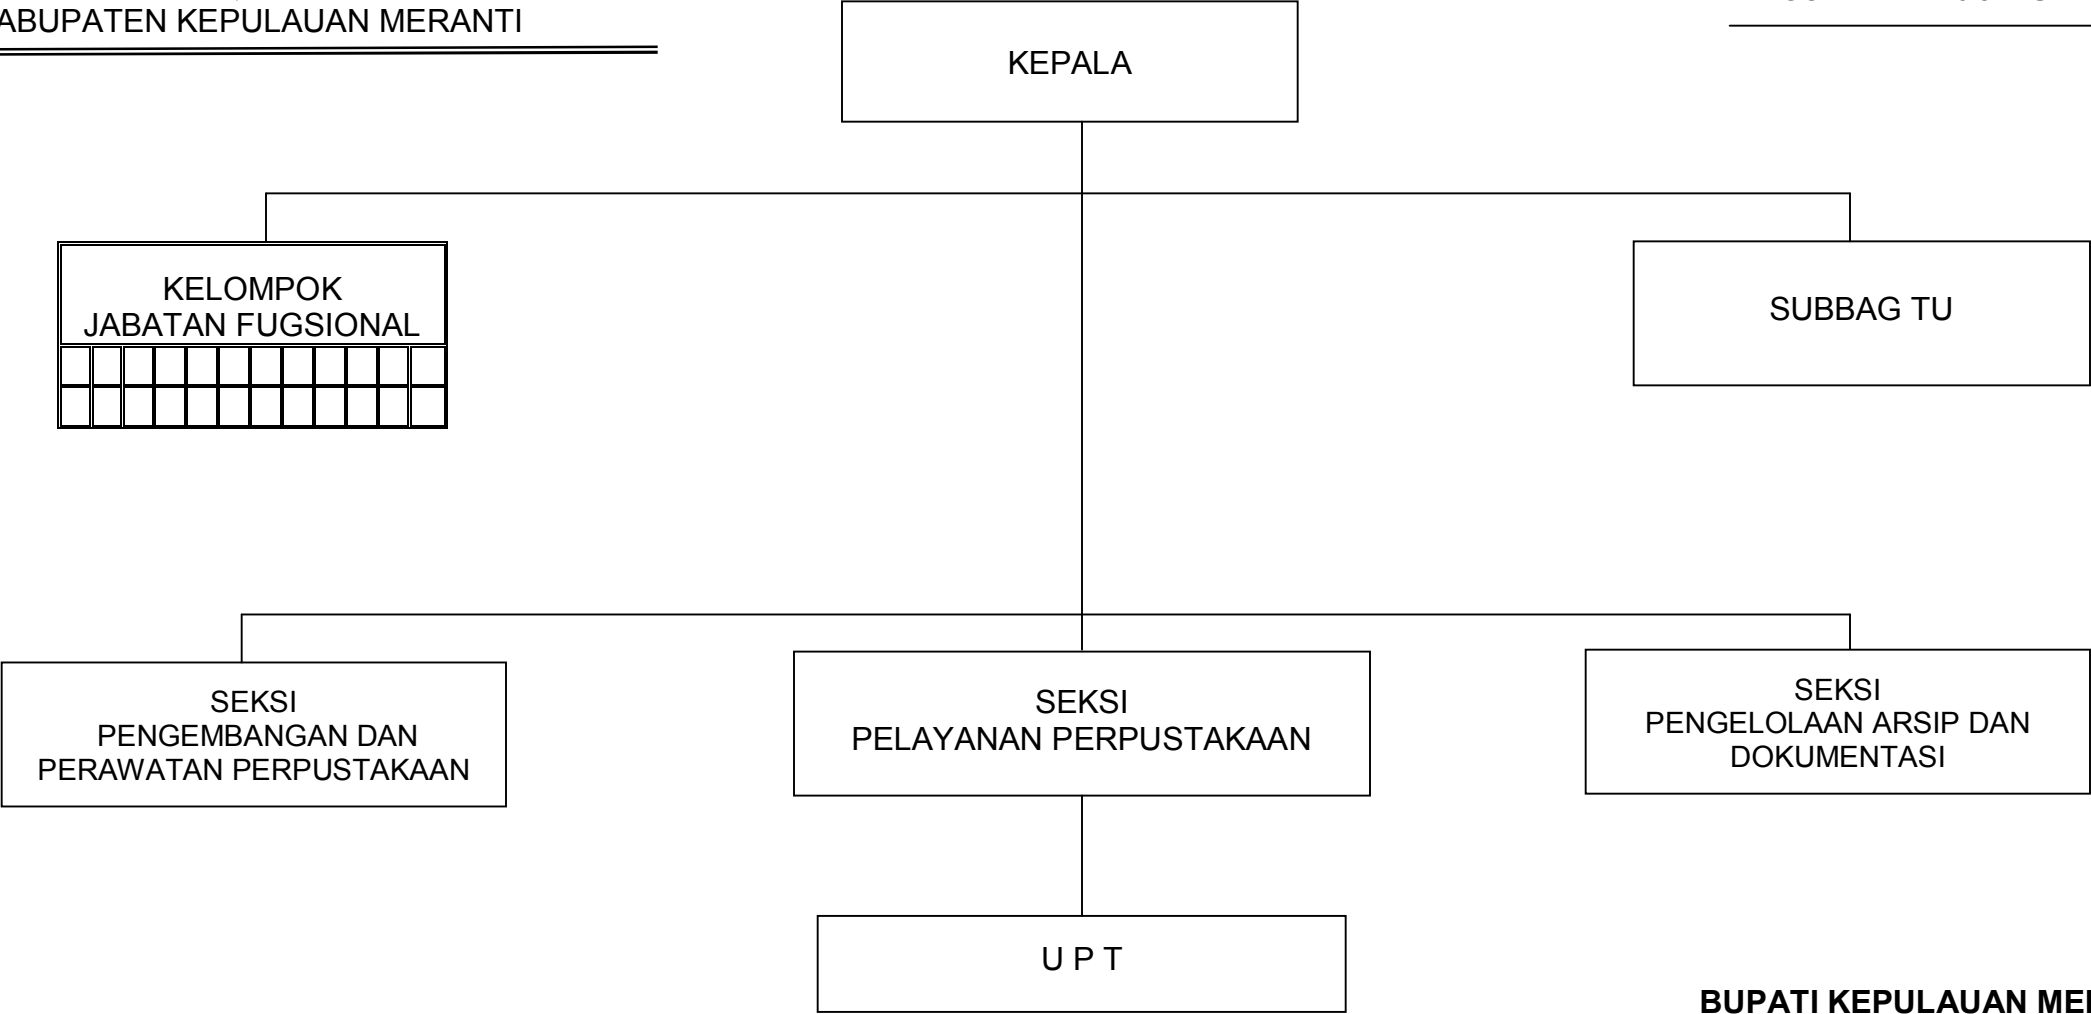 ABUPATEN KEPULAUAN MERANTI
KEPALA
KELOMPOK
JABATAN FUGSIONAL
SUBBAG TU
SEKSI
PENGEMBANGAN DAN
PERAWATAN PERPUSTAKAAN
SEKSI
PELAYANAN PERPUSTAKAAN
SEKSI
PENGELOLAAN ARSIP DAN
DOKUMENTASI
U P T
BUPATI KEPULAUAN